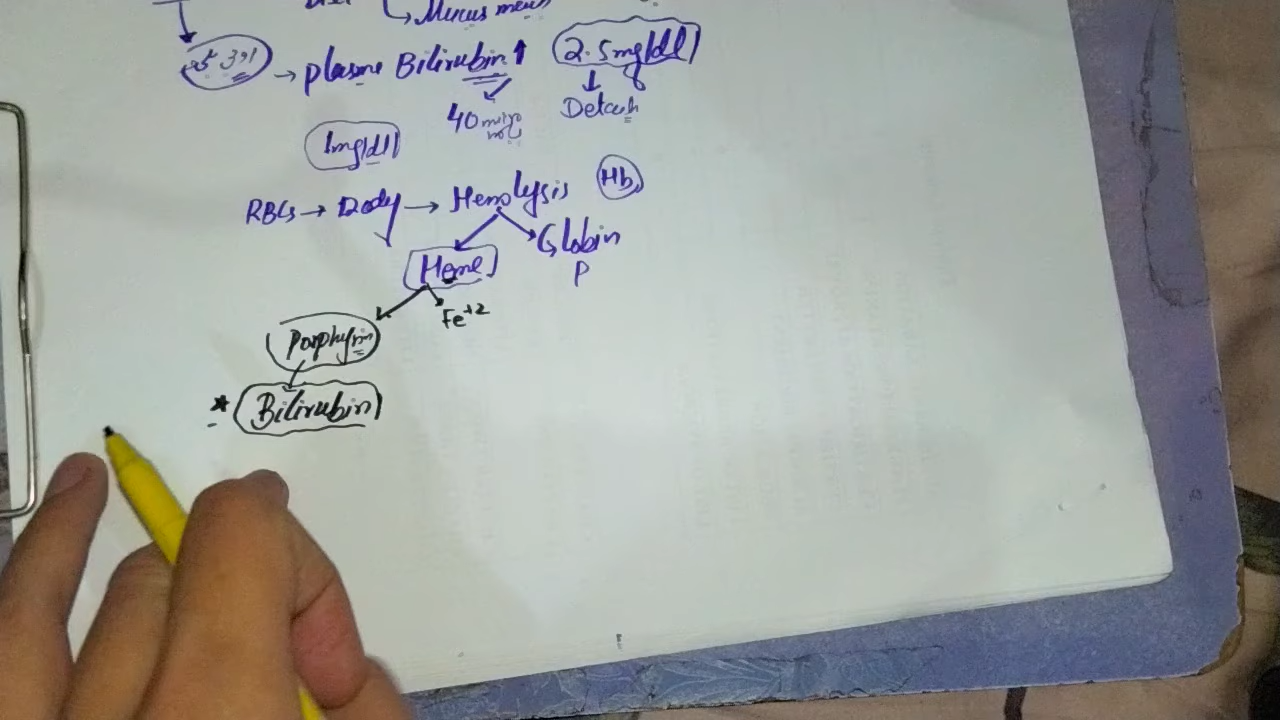 → Minus
→ plasma Bilirubin ↑ 2.5mg/dl
40 micro mol
Detach
1mg/dl
RBCs → Body → Hemolysis Hb
Heme Globin
P
Porphyrin Fe+2
* Bilirubin